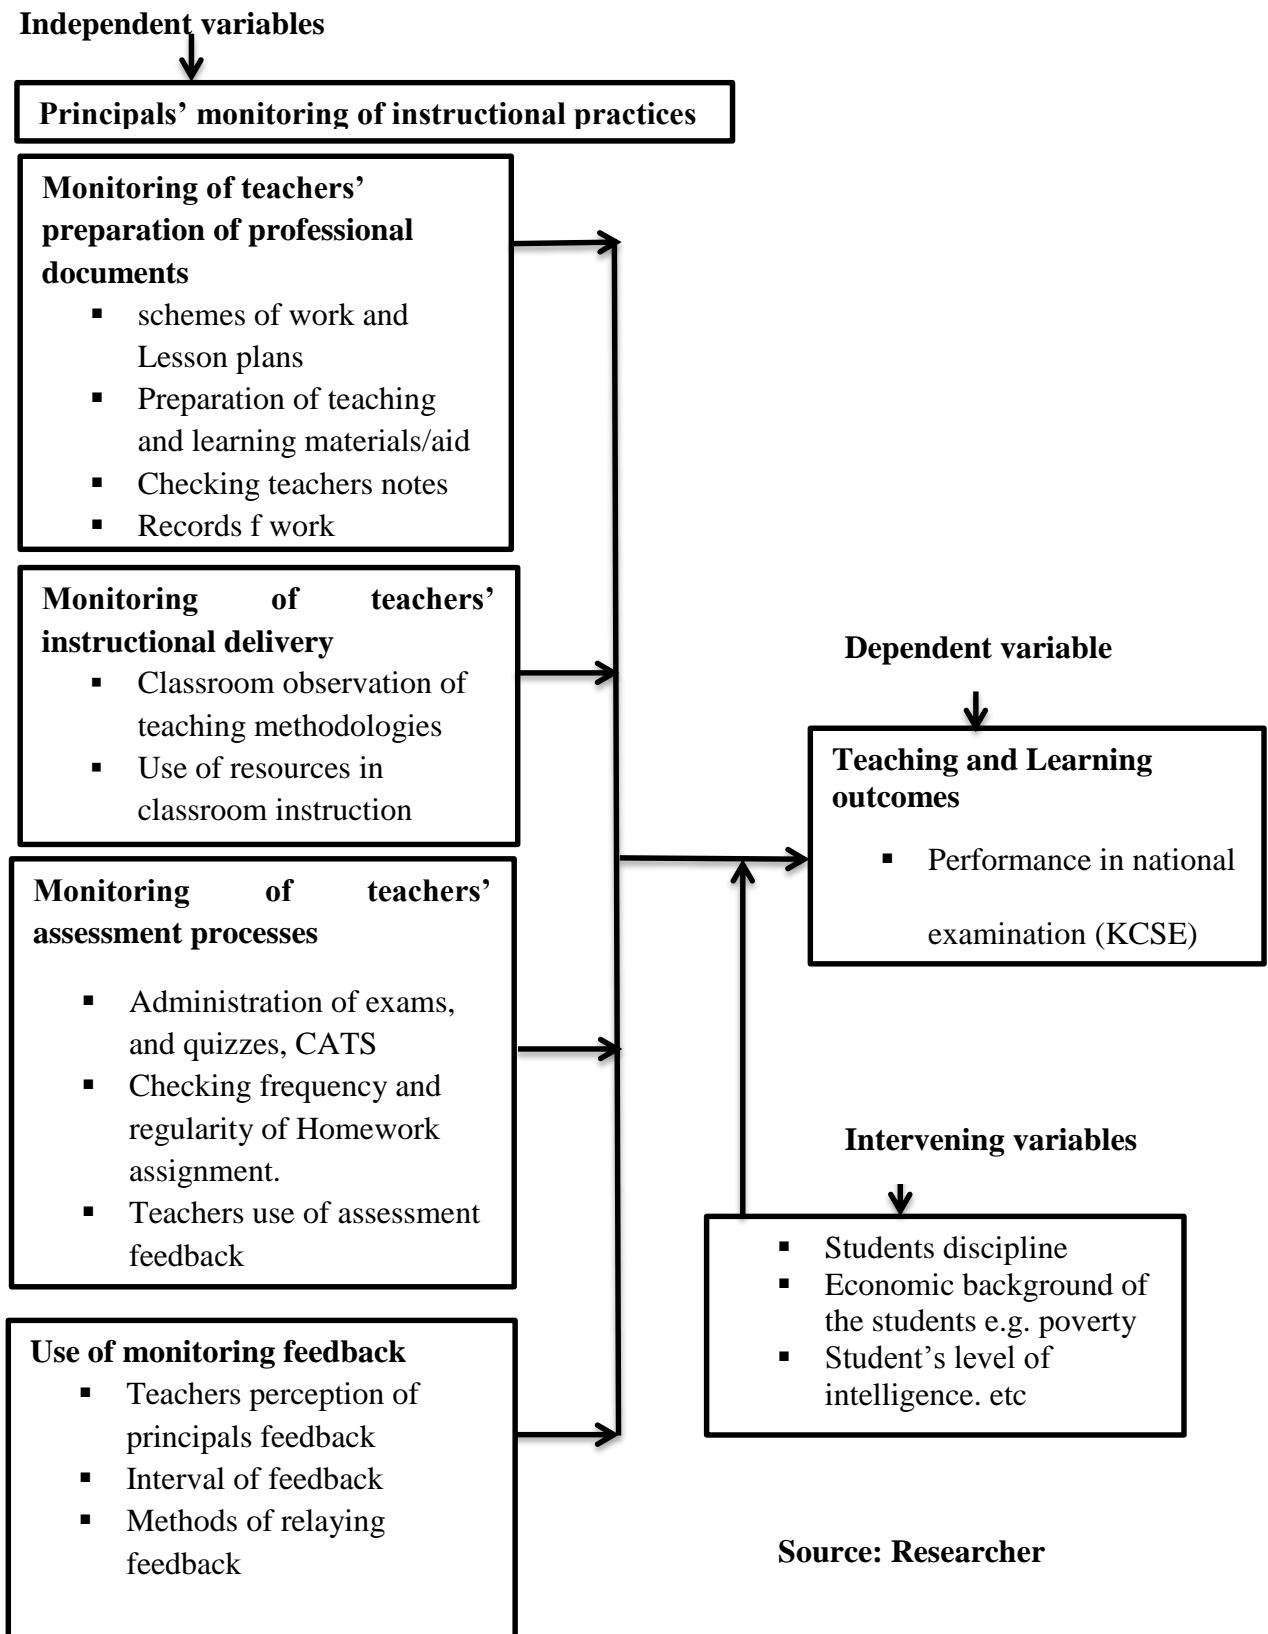 Independent variables
Principals’ monitoring of instructional practices
Monitoring of teachers’
preparation of professional
documents
▪ schemes of work and
Lesson plans
▪ Preparation of teaching
and learning materials/aid
▪ Checking teachers notes
▪ Records f work
Monitoring of teachers’
instructional delivery
▪ Classroom observation of
teaching methodologies
▪ Use of resources in
classroom instruction
Monitoring of teachers’
assessment processes
▪ Administration of exams,
and quizzes, CATS
▪ Checking frequency and
regularity of Homework
assignment.
▪ Teachers use of assessment
feedback
Use of monitoring feedback
▪ Teachers perception of
principals feedback
▪ Interval of feedback
▪ Methods of relaying
feedback
Dependent variable
Teaching and Learning
outcomes
▪ Performance in national
examination (KCSE)
Intervening variables
▪ Students discipline
▪ Economic background of
the students e.g. poverty
▪ Student’s level of
intelligence. etc
Source: Researcher